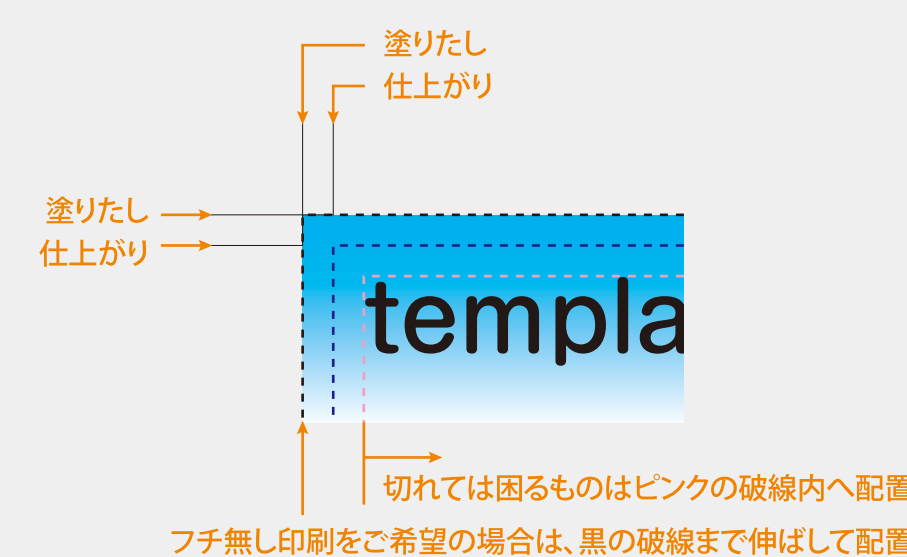 塗りたし
仕上がり
塗りたし
仕上がり
templa
切れては困るものはピンクの破線内へ配置
フチ無し印刷をご希望の場合は、黒の破線まで伸ばして配置